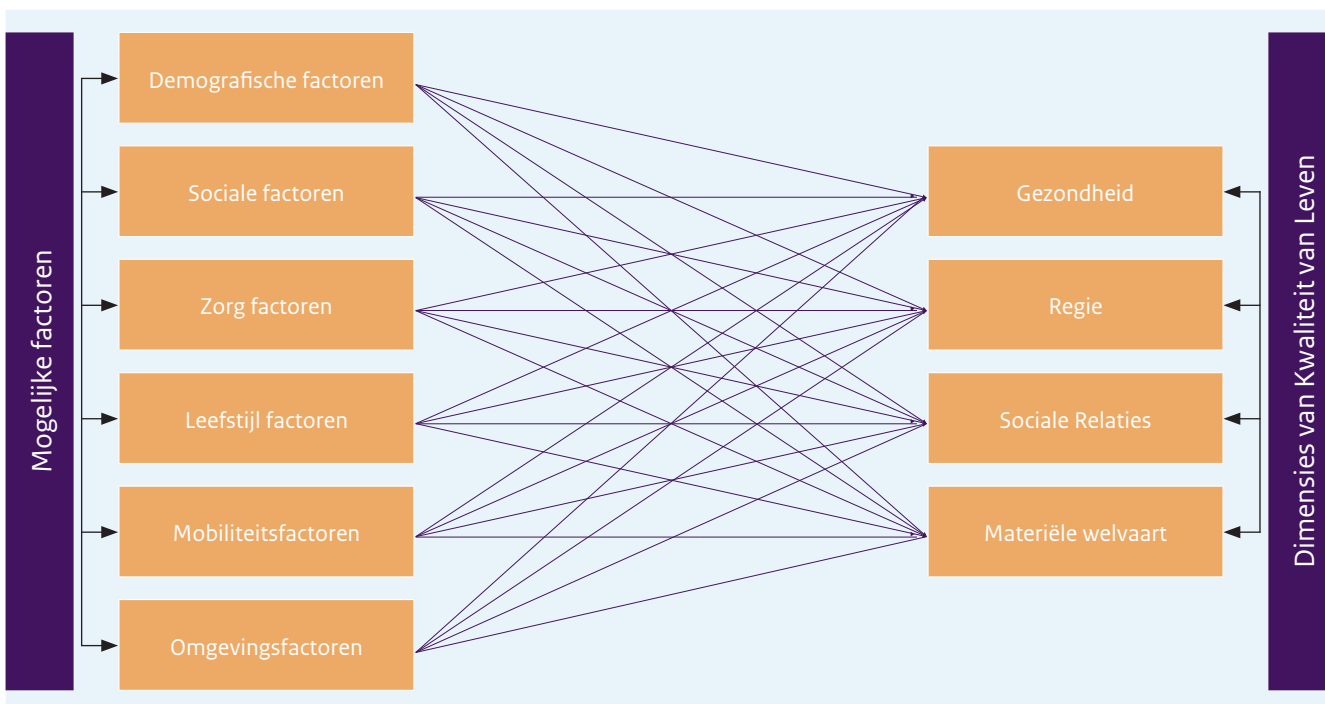 Mogelijke factoren
Demografische factoren
Sociale factoren
Zorg factoren
Leefstijl factoren
Mobiliteitsfactoren
Omgevingsfactoren
Gezondheid
Regie
Sociale Relaties
Materiële welvaart
Dimensies van Kwaliteit van Leven